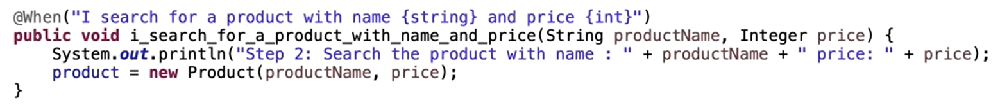 @When("I search for a product with name {string} and price {int}")
public void i_search_for_a_product_with_name_and_price(String productName, Integer price) {
    System.out.println("Step 2: Search the product with name : " + productName + " price: " + price);
    product = new Product(productName, price);
}